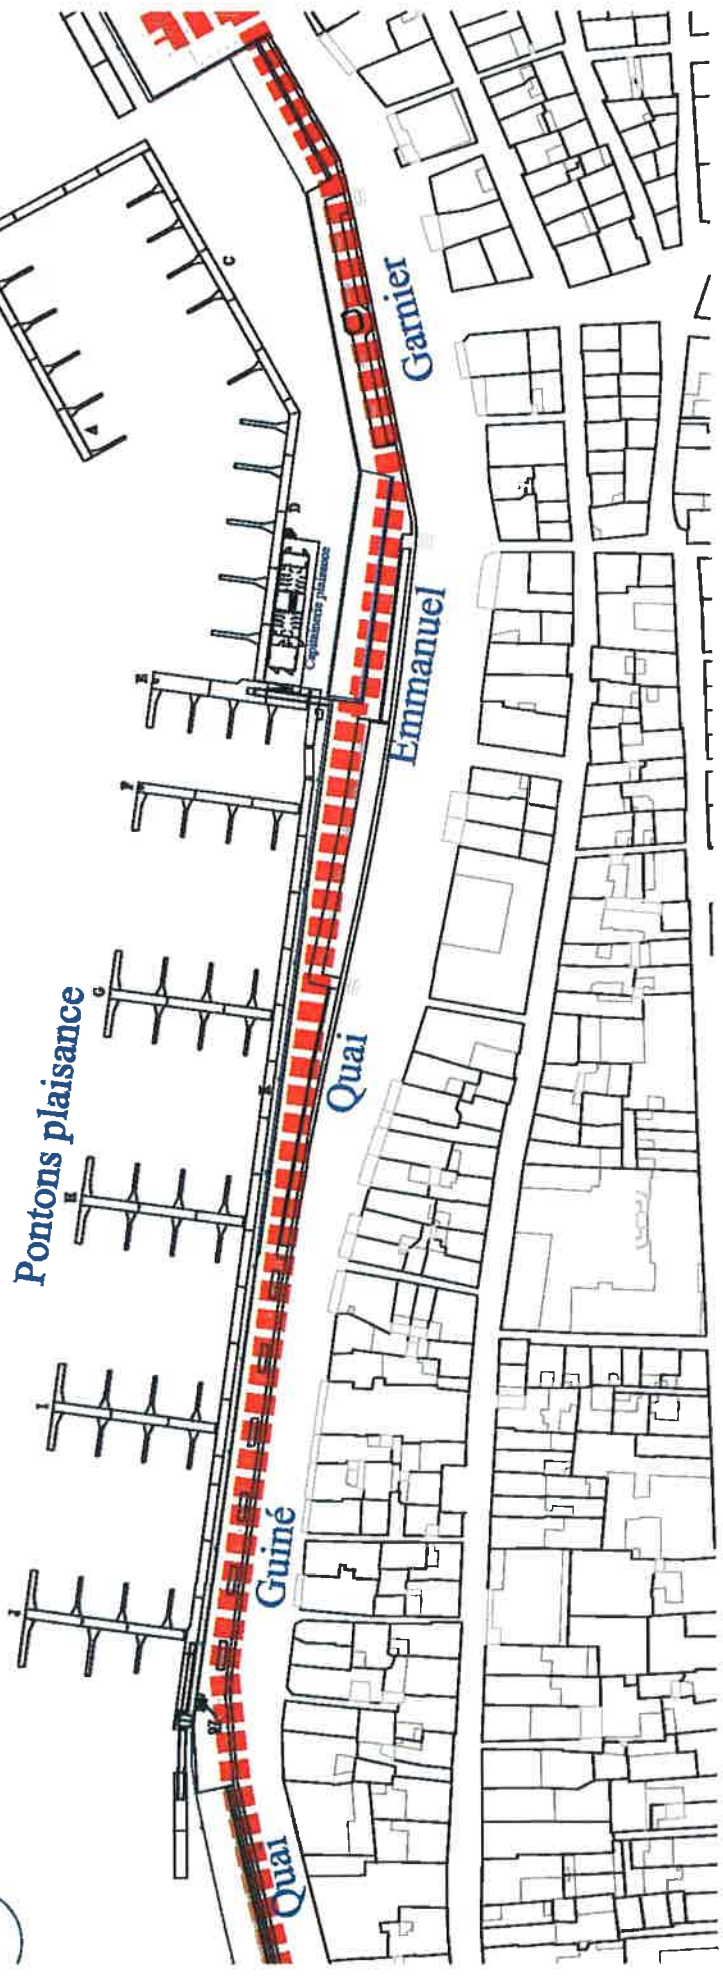 Pontons plaisance
Quai Emmanuel Garnier
Quai Guiné
Capitainerie plaisance
A
C
D
E
F
G
H
I
J